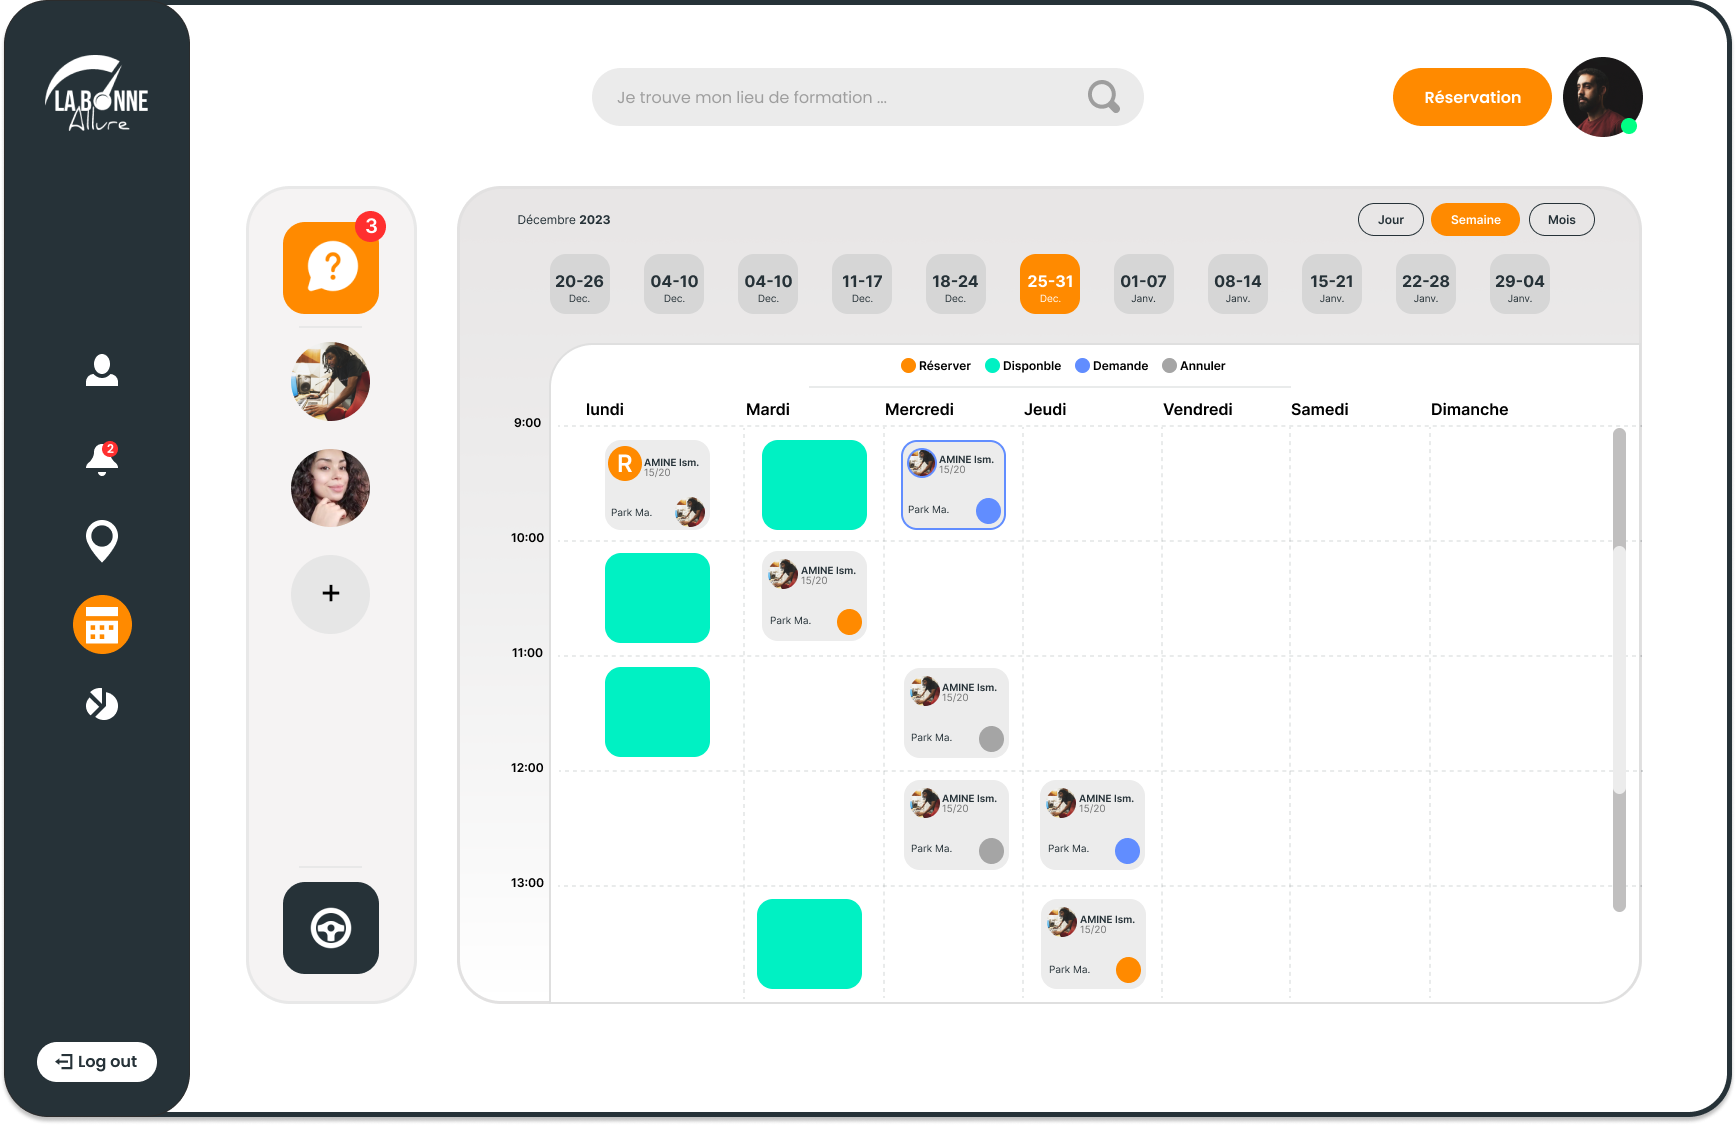 LA BONNE
Allure
Je trouve mon lieu de formation ...
Réservation
3
?
Décembre 2023
Jour
Semaine
Mois
20-26
Dec.
04-10
Dec.
04-10
Dec.
11-17
Dec.
18-24
Dec.
25-31
Dec.
01-07
Janv.
08-14
Janv.
15-21
Janv.
22-28
Janv.
29-04
Janv.
Réserver
Disponble
Demande
Annuler
lundi
Mardi
Mercredi
Jeudi
Vendredi
Samedi
Dimanche
9:00
R
AMINE Ism.
15/20
Park Ma.
AMINE Ism.
15/20
Park Ma.
2
10:00
AMINE Ism.
15/20
Park Ma.
+
11:00
AMINE Ism.
15/20
Park Ma.
12:00
AMINE Ism.
15/20
Park Ma.
AMINE Ism.
15/20
Park Ma.
13:00
AMINE Ism.
15/20
Park Ma.
Log out